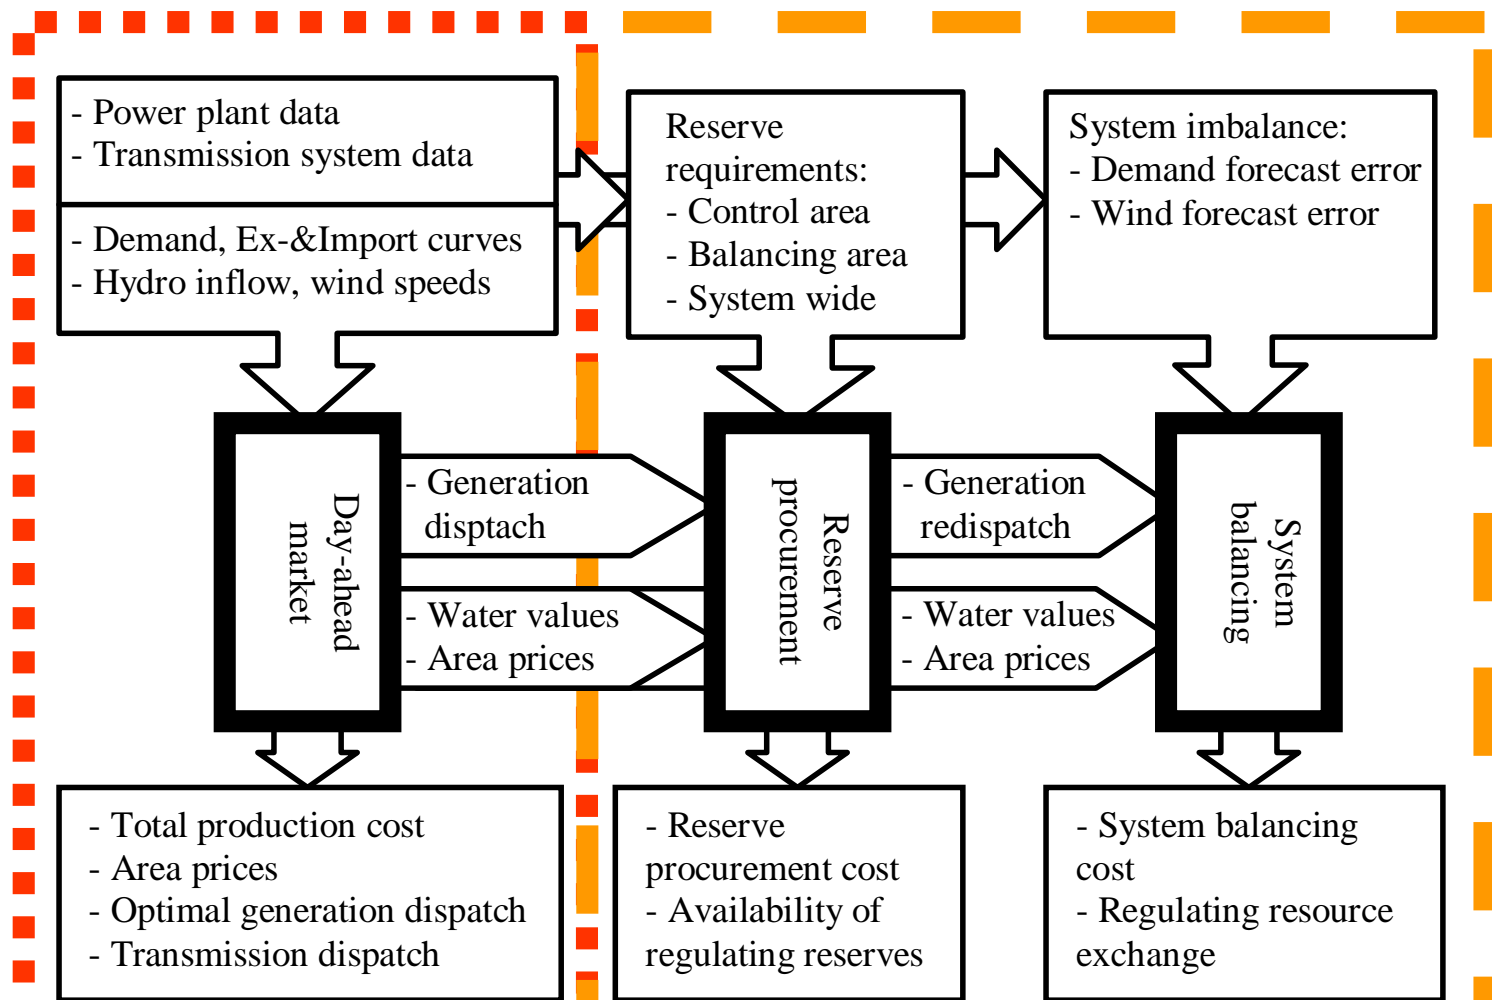 - Power plant data
- Transmission system data
- Demand, Ex-&Import curves
- Hydro inflow, wind speeds
Reserve
requirements:
- Control area
- Balancing area
- System wide
System imbalance:
- Demand forecast error
- Wind forecast error
Day-ahead
market
- Generation
disptach
- Water values
- Area prices
Reserve
procurement
- Generation
redispatch
- Water values
- Area prices
System
balancing
- Total production cost
- Area prices
- Optimal generation dispatch
- Transmission dispatch
- Reserve
procurement cost
- Availability of
regulating reserves
- System balancing
cost
- Regulating resource
exchange